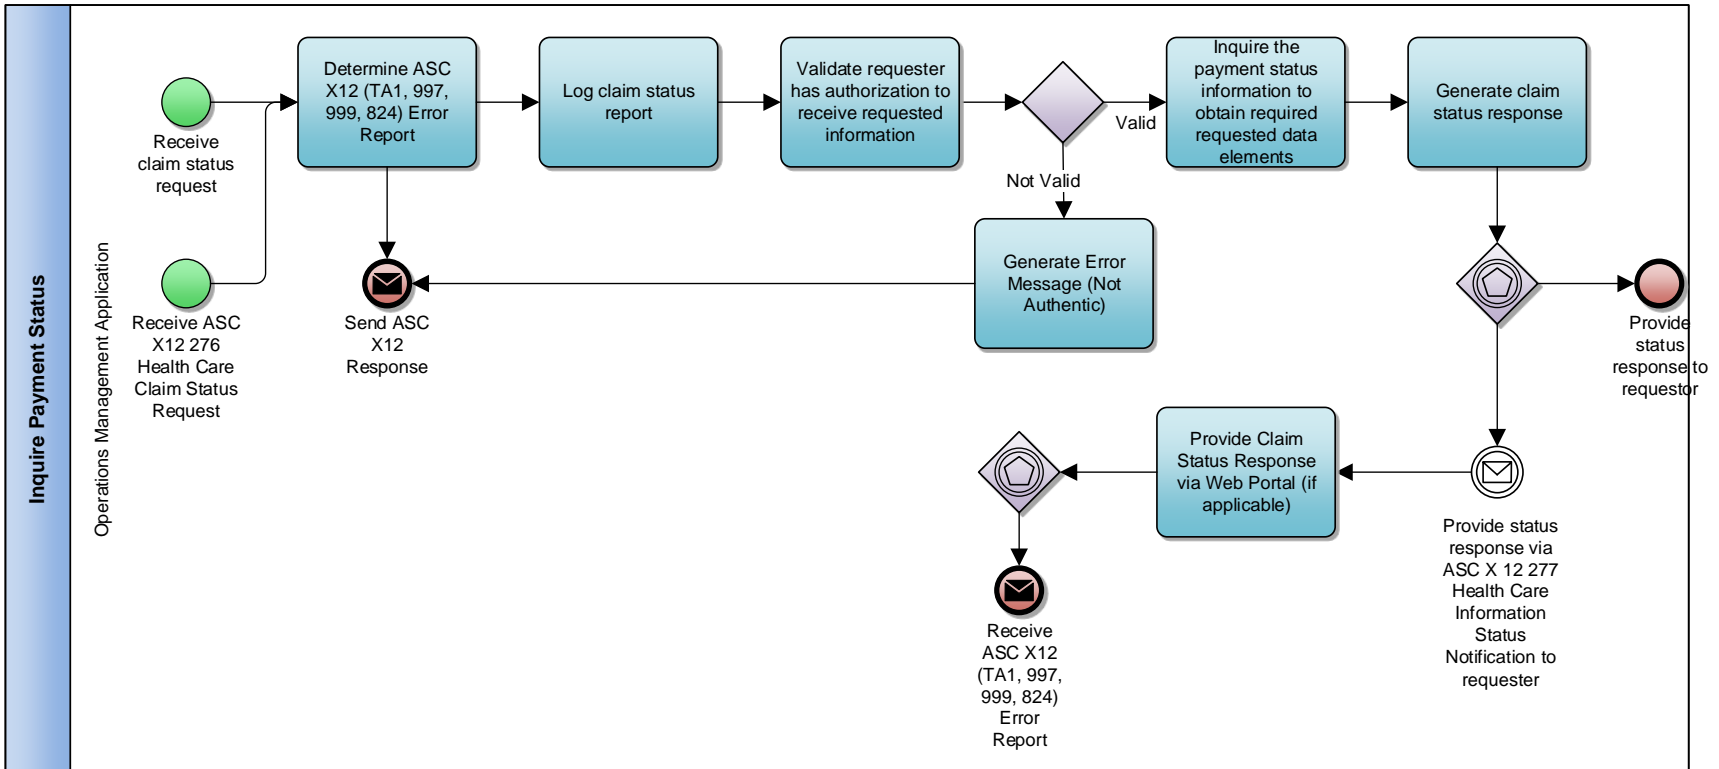 Inquire Payment Status
Operations Management Application
Receive
claim status
request
Receive ASC
X12 276
Health Care
Claim Status
Request
Determine ASC
X12 (TA1, 997,
999, 824) Error
Report
Send ASC
X12
Response
Log claim status
report
Validate requester
has authorization to
receive requested
information
Valid
Not Valid
Generate Error
Message (Not
Authentic)
Inquire the
payment status
information to
obtain required
requested data
elements
Generate claim
status response
Provide
status
response to
requestor
Provide status
response via
ASC X 12 277
Health Care
Information
Status
Notification to
requester
Provide Claim
Status Response
via Web Portal (if
applicable)
Receive
ASC X12
(TA1, 997,
999, 824)
Error
Report